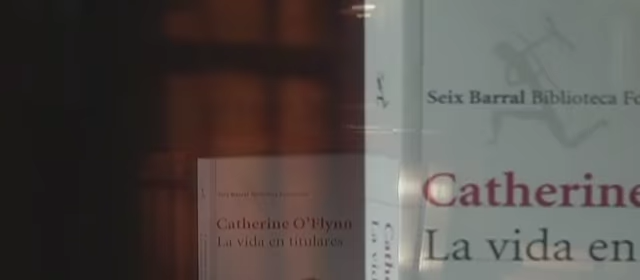 Seix Barral Biblioteca Fo
Catherine
La vida en
Catherine O'Flynn
La vida en titulares